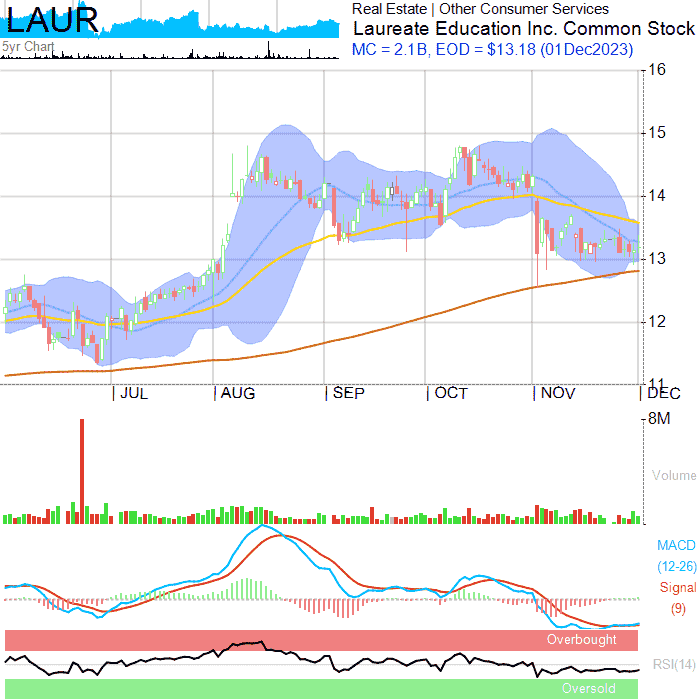 LAUR
5yr Chart
Real Estate | Other Consumer Services
Laureate Education Inc. Common Stock
MC = 2.1B, EOD = $13.18 (01Dec2023)
16
15
14
13
12
11
JUL AUG SEP OCT NOV DEC
8M
Volume
MACD
(12-26)
Signal
(9)
Overbought
RSI(14)
Oversold